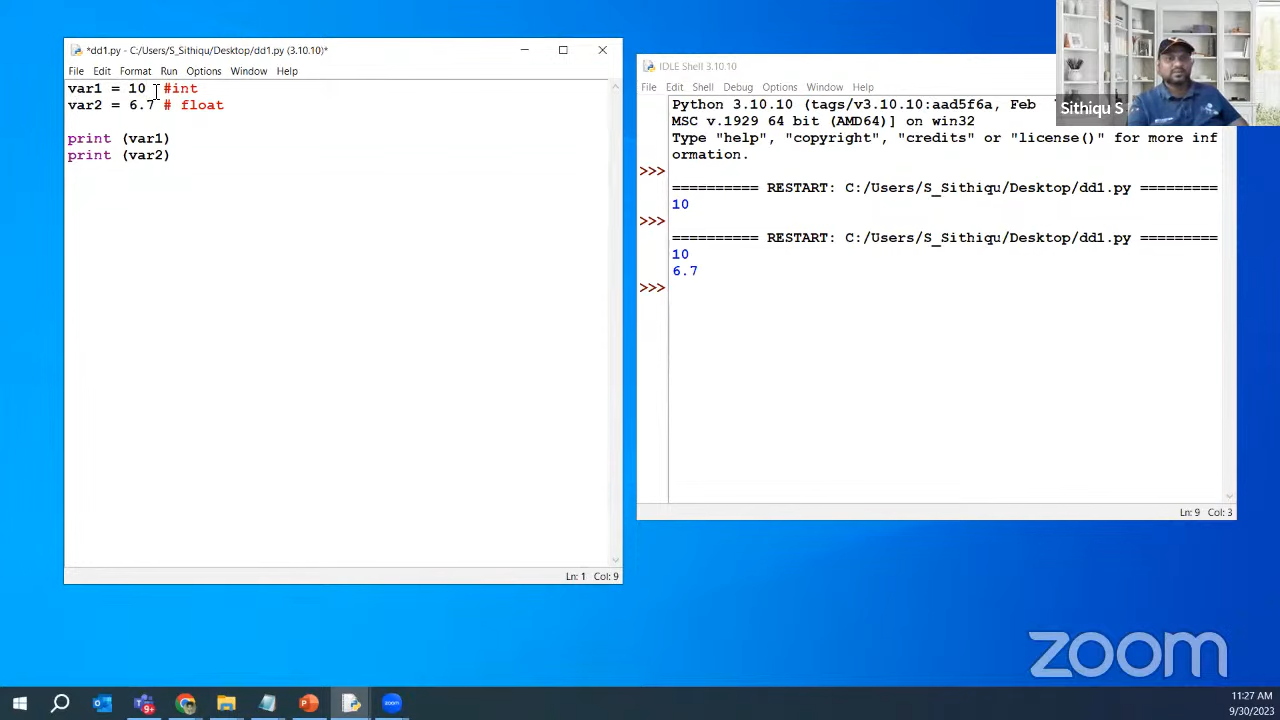 *dd1.py - C:/Users/S_Sithiqu/Desktop/dd1.py (3.10.10)*
File Edit Format Run Options Window Help
var1 = 10 #int
var2 = 6.7 # float
print (var1)
print (var2)
Ln: 1 Col: 9
IDLE Shell 3.10.10
File Edit Shell Debug Options Window Help
Python 3.10.10 (tags/v3.10.10:aad5f6a, Feb
MSC v.1929 64 bit (AMD64)] on win32
Type "help", "copyright", "credits" or "license()" for more inf
ormation.
>>>
========== RESTART: C:/Users/S_Sithiqu/Desktop/dd1.py =========
10
>>>
========== RESTART: C:/Users/S_Sithiqu/Desktop/dd1.py =========
10
6.7
>>>
Ln: 9 Col: 3
Sithiqu S
zoom
9+
zoom
11:27 AM
9/30/2023